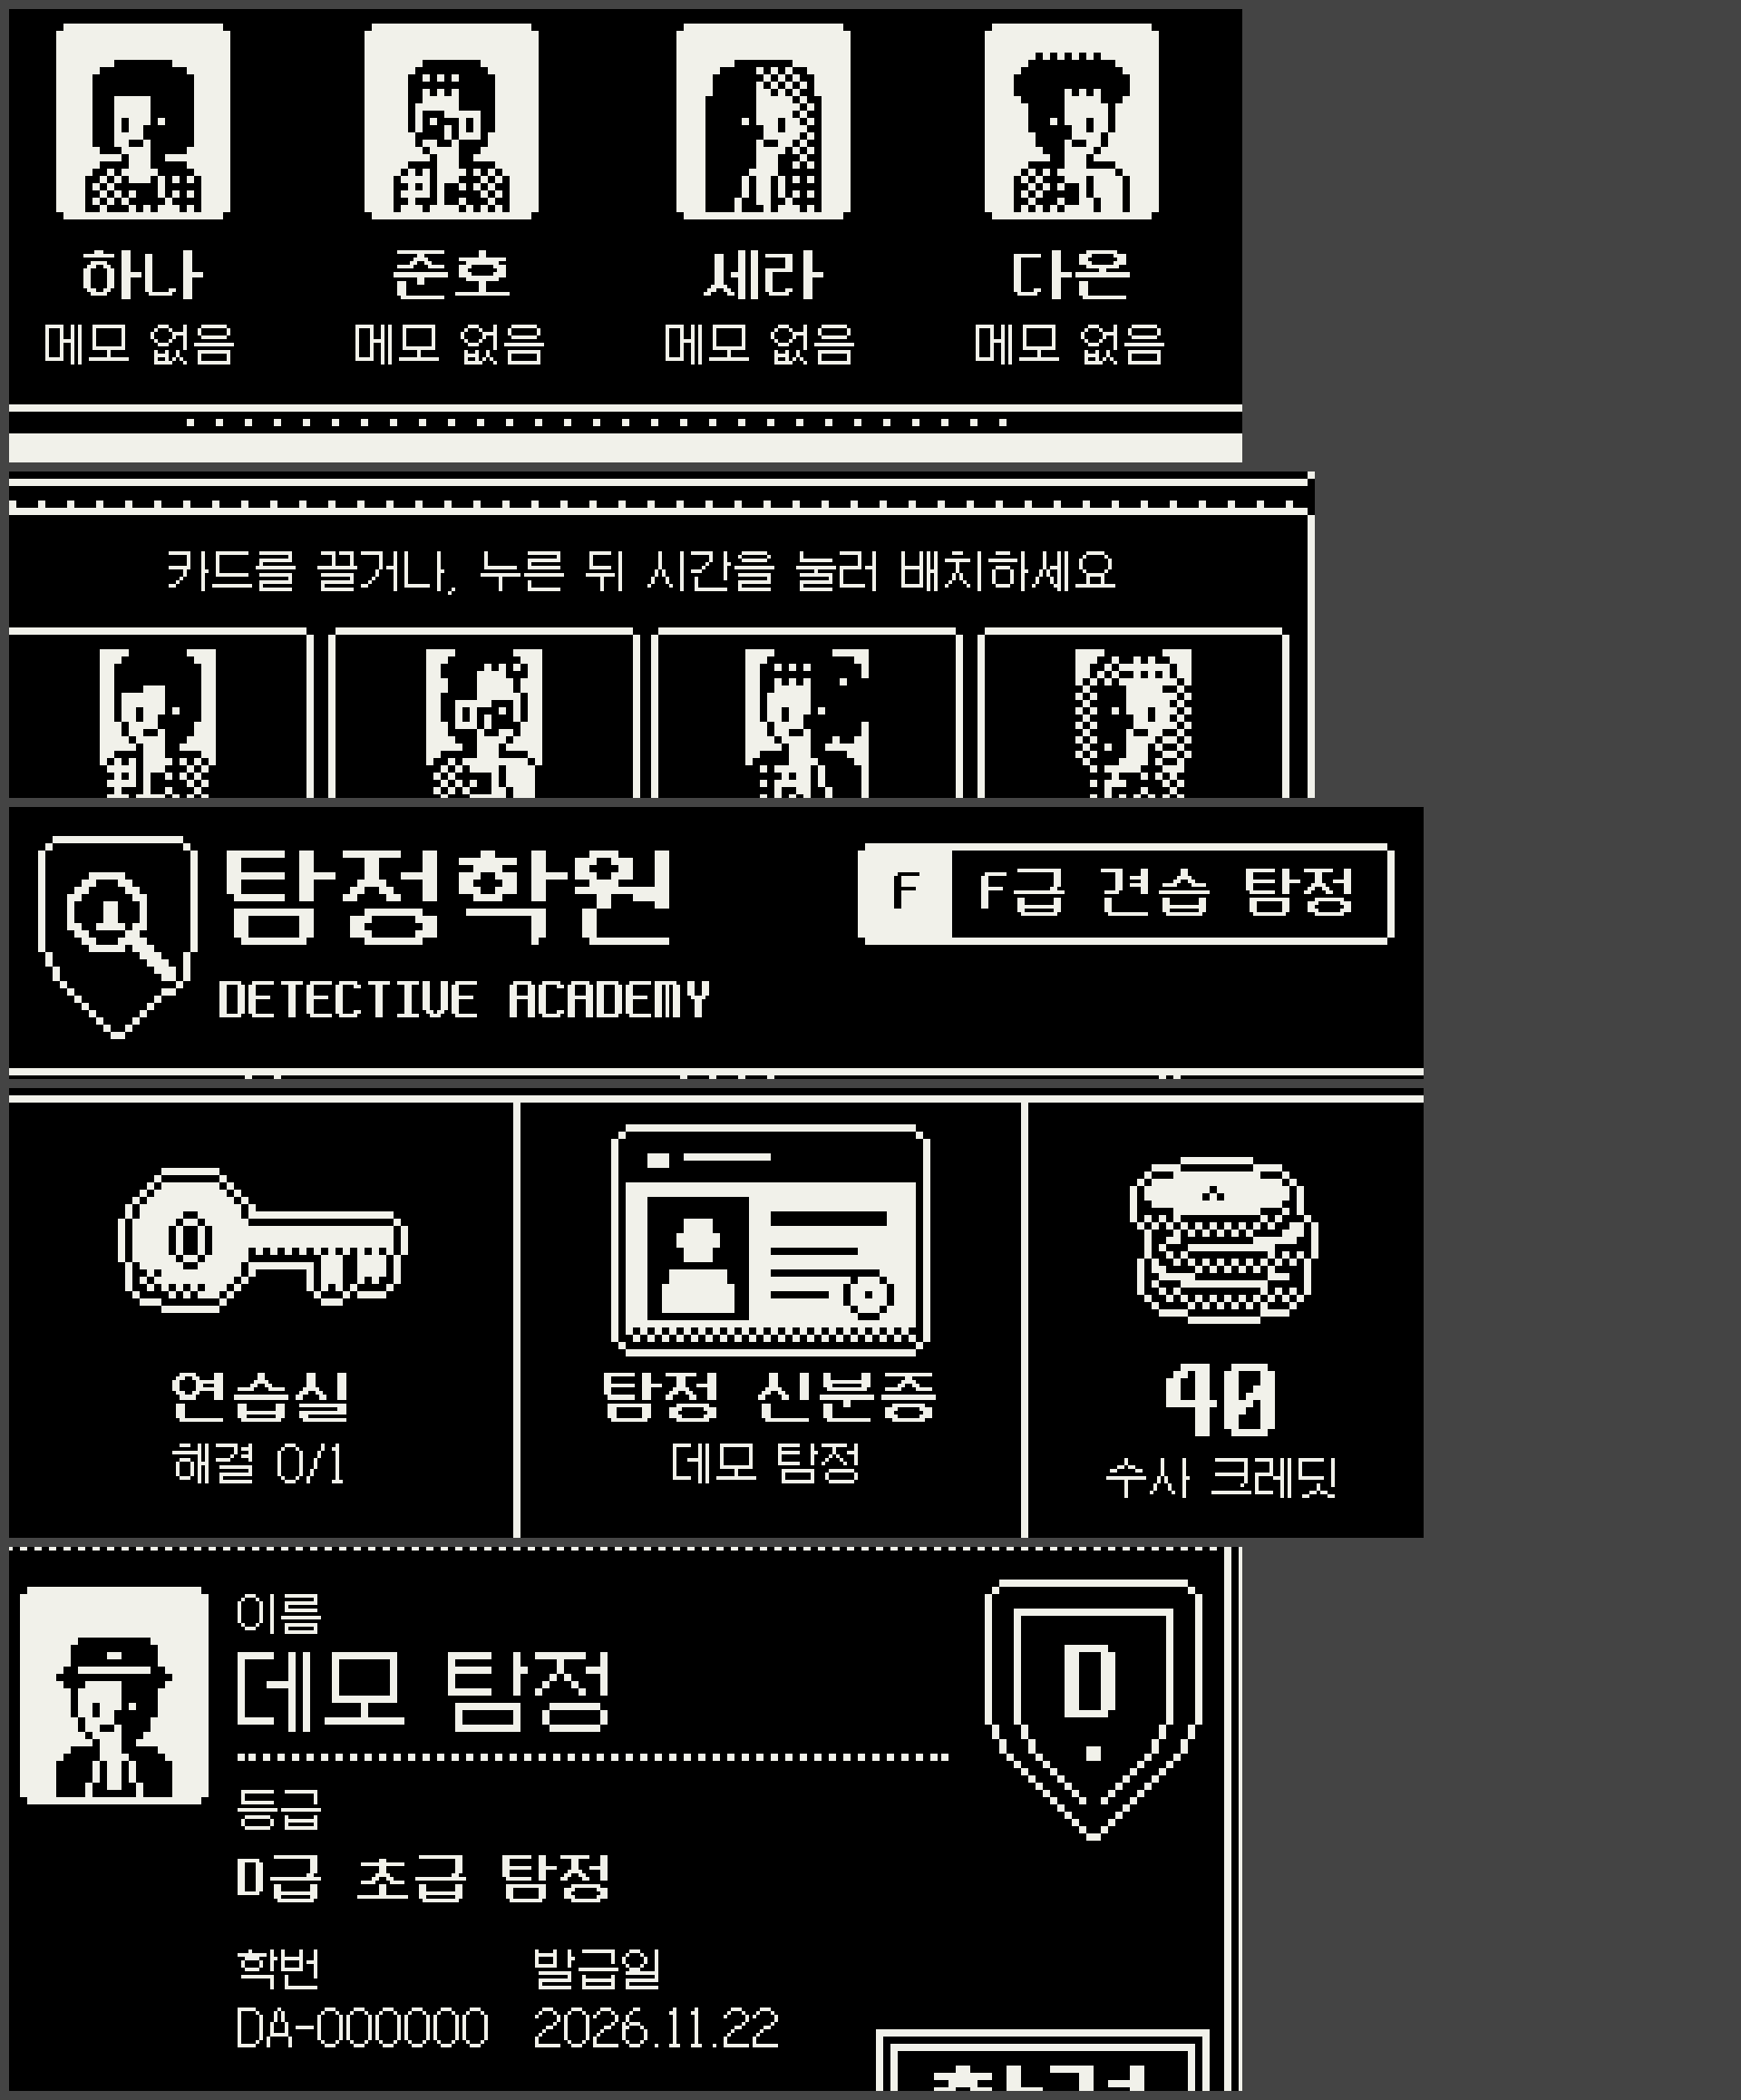 하나 준호 세라 다온
메모 없음 메모 없음 메모 없음 메모 없음
카드를 끌거나, 누른 뒤 시간을 눌러 배치하세요
탐정학원
F F급 견습 탐정
DETECTIVE ACADEMY
연습실 탐정 신분증 40
해결 0/1 데모 탐정 수사 크레딧
이름
데모 탐정
D
등급
D급 초급 탐정
학번 발급일
DA-000000 2026.11.22